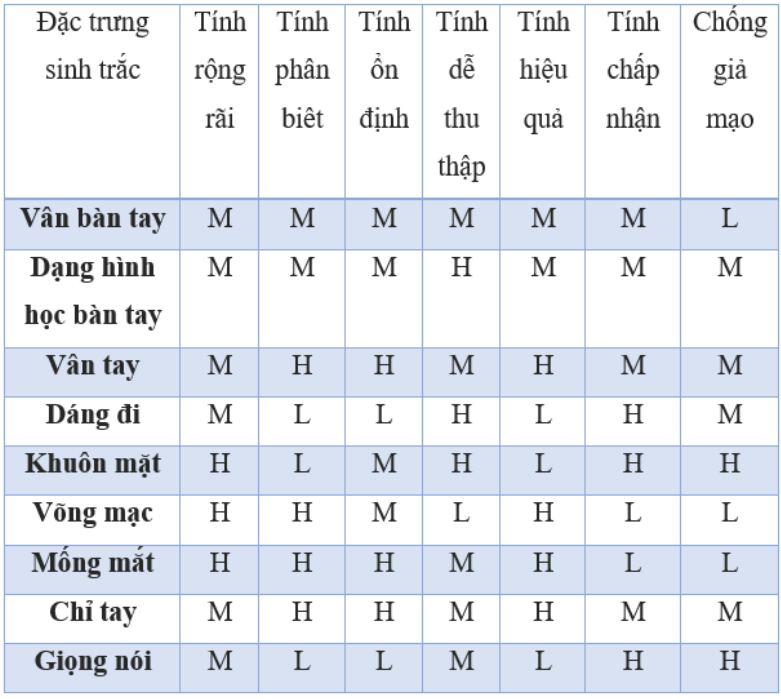 Đặc trưng sinh trắc Tính rộng rãi Tính phân biêt Tính ổn định Tính dễ thu thập Tính hiệu quả Tính chấp nhận Chống giả mạo
Vân bàn tay M M M M M M L
Dạng hình học bàn tay M M M H M M M
Vân tay M H H M H M M
Dáng đi M L L H L H M
Khuôn mặt H L M H L H H
Võng mạc H H M L H L L
Mống mắt H H H M H L L
Chỉ tay M H H M H M M
Giọng nói M L L M L H H